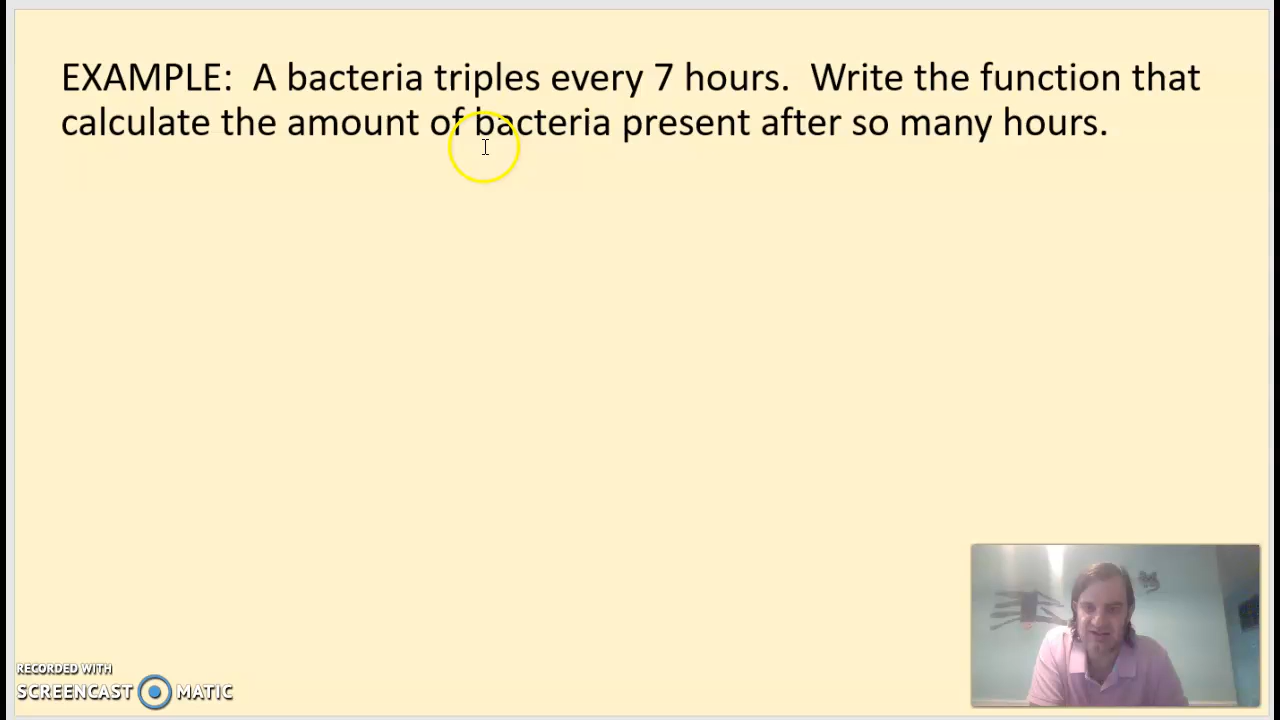 EXAMPLE:  A bacteria triples every 7 hours.  Write the function that
calculate the amount of bacteria present after so many hours.
RECORDED WITH
SCREENCAST MATIC